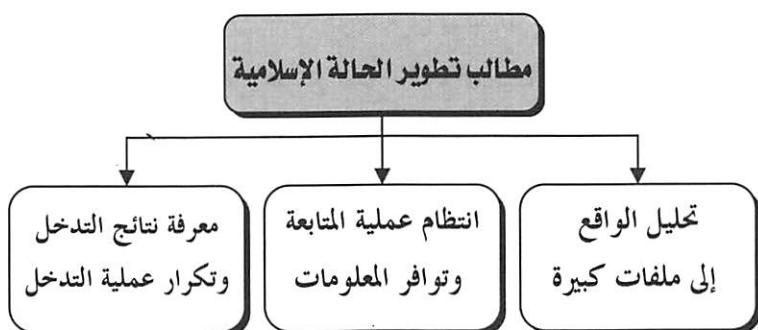 مطالب تطوير الحالة الإسلامية
تحليل الواقع
إلى ملفات كبيرة
انتظام عملية المتابعة
وتوافر المعلومات
معرفة نتائج التدخل
وتكرار عملية التدخل